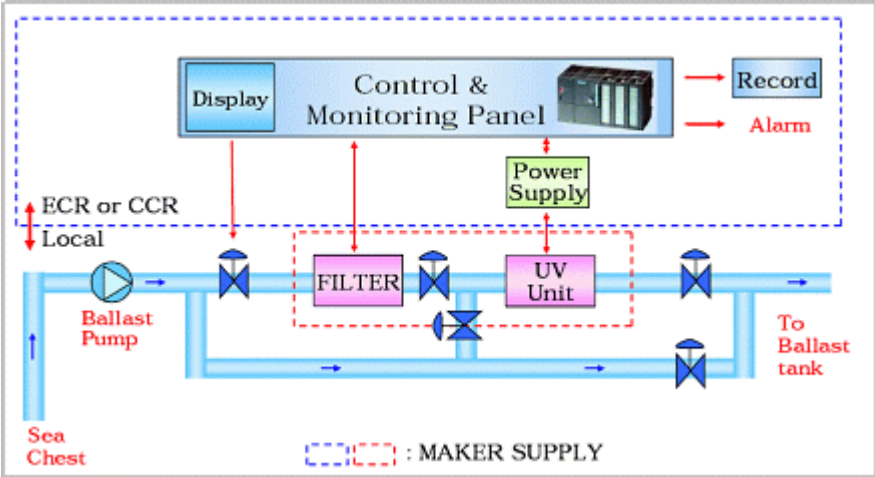 Display
Control &
Monitoring Panel
Record
Alarm
Power
Supply
ECR or CCR
Local
FILTER
UV
Unit
Ballast
Pump
To
Ballast
tank
Sea
Chest
: MAKER SUPPLY